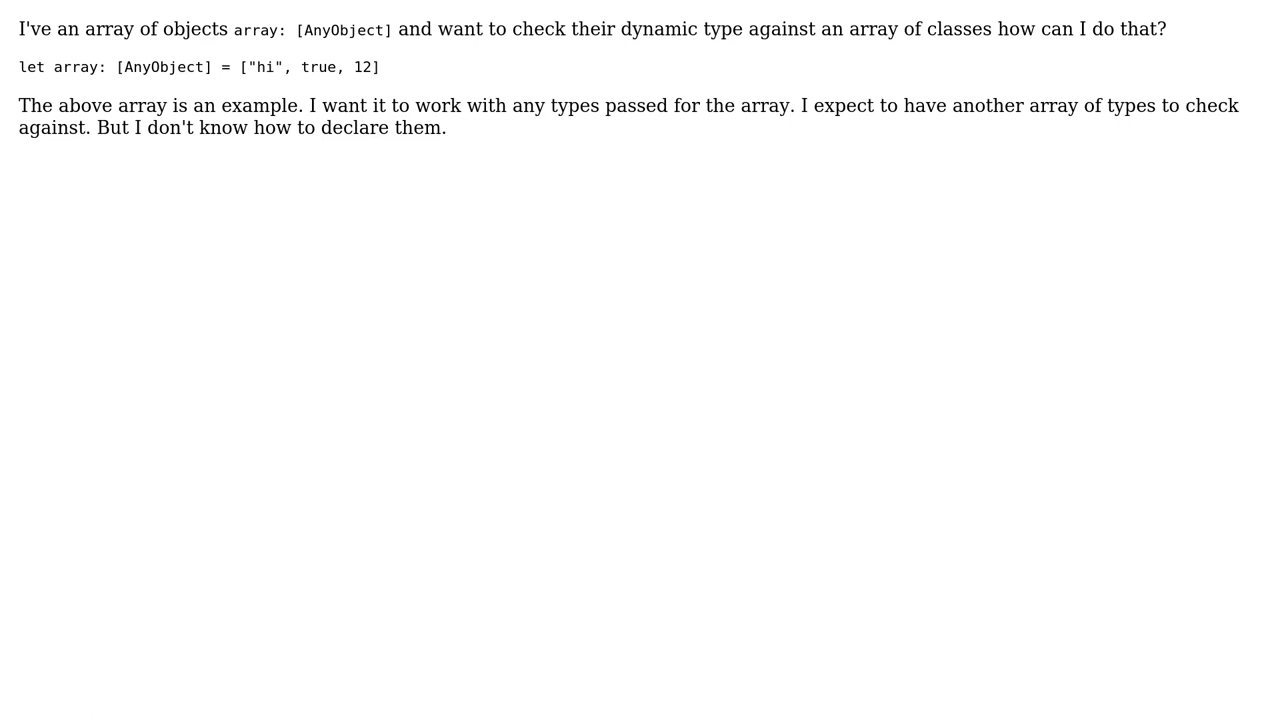 I've an array of objects array: [AnyObject] and want to check their dynamic type against an array of classes how can I do that?
let array: [AnyObject] = ["hi", true, 12]
The above array is an example. I want it to work with any types passed for the array. I expect to have another array of types to check
against. But I don't know how to declare them.